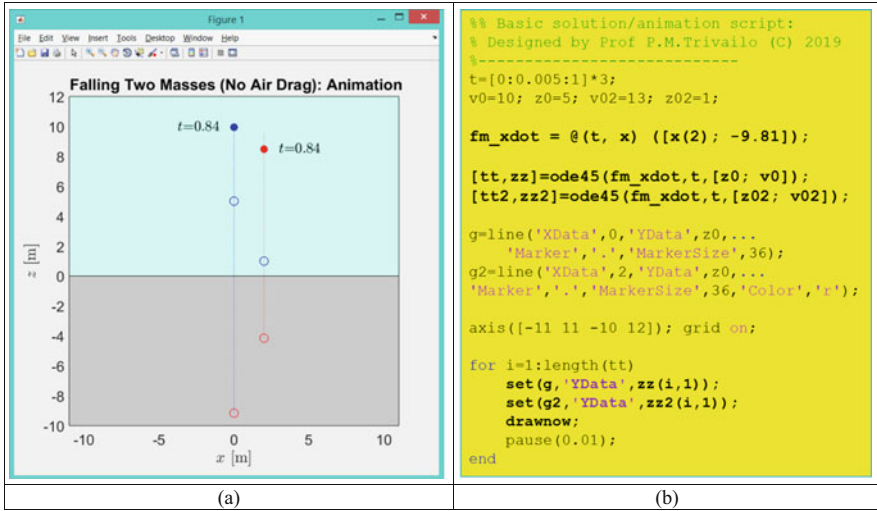 Figure 1
File Edit View Insert Tools Desktop Window Help
Falling Two Masses (No Air Drag): Animation
12
10
8
6
4
2
0
-2
-4
-6
-8
-10
t=0.84
t=0.84
z [m]
-10 -5 0 5 10
x [m]
(a)
%% Basic solution/animation script:
% Designed by Prof P.M.Trivailo (C) 2019
%----------------------------
t=[0:0.005:1]*3;
v0=10; z0=5; v02=13; z02=1;
fm_xdot = @(t, x) ([x(2); -9.81]);
[tt,zz]=ode45(fm_xdot,t,[z0; v0]);
[tt2,zz2]=ode45(fm_xdot,t,[z02; v02]);
g=line('XData',0,'YData',z0,...
'Marker','.','MarkerSize',36);
g2=line('XData',2,'YData',z0,...
'Marker','.','MarkerSize',36,'Color','r');
axis([-11 11 -10 12]); grid on;
for i=1:length(tt)
set(g,'YData',zz(i,1));
set(g2,'YData',zz2(i,1));
drawnow;
pause(0.01);
end
(b)